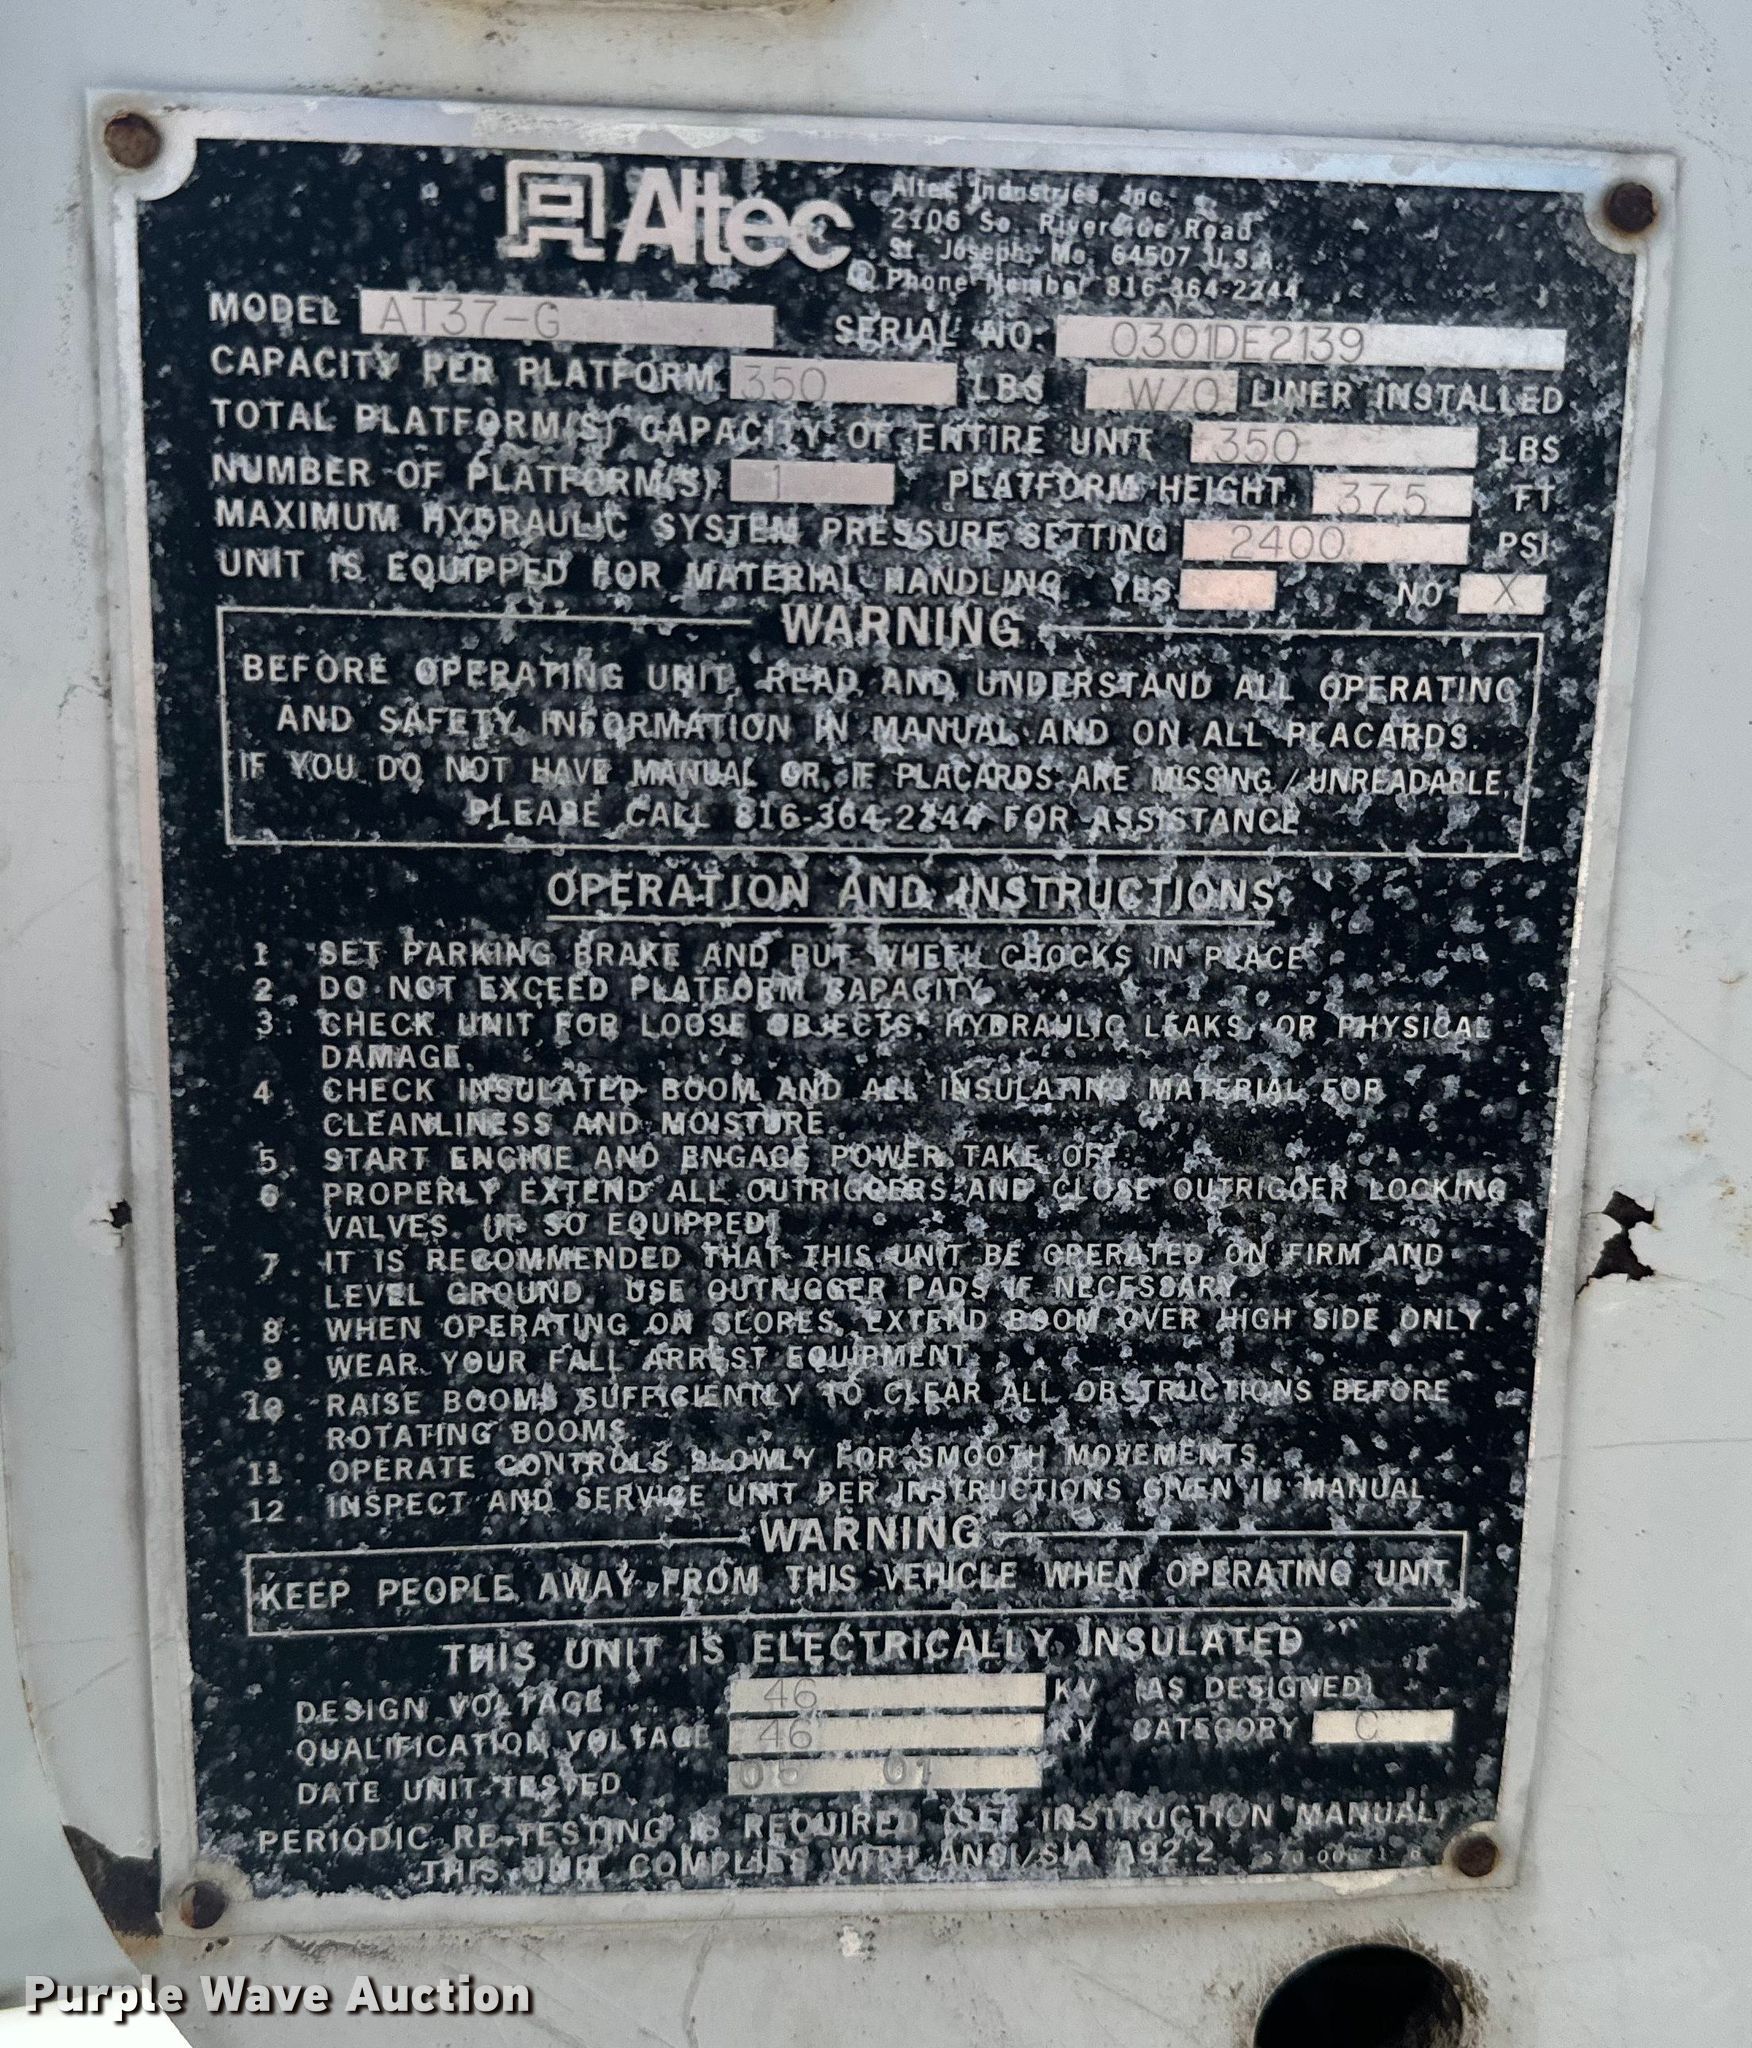 Altec
Altec Industries, Inc.
2106 So. Riverside Road
St. Joseph, Mo. 64507 U.S.A.
® Phone Number 816-364-2244
MODEL AT37-G SERIAL NO. 0301DE2139
CAPACITY PER PLATFORM 350 LBS W/O LINER INSTALLED
TOTAL PLATFORM(S) CAPACITY OF ENTIRE UNIT 350 LBS
NUMBER OF PLATFORM(S) 1 PLATFORM HEIGHT 37.5 FT
MAXIMUM HYDRAULIC SYSTEM PRESSURE SETTING 2400 PSI
UNIT IS EQUIPPED FOR MATERIAL HANDLING YES NO X
WARNING
BEFORE OPERATING UNIT, READ AND UNDERSTAND ALL OPERATING
AND SAFETY INFORMATION IN MANUAL AND ON ALL PLACARDS.
IF YOU DO NOT HAVE MANUAL OR IF PLACARDS ARE MISSING/UNREADABLE,
PLEASE CALL 816-364-2244 FOR ASSISTANCE.
OPERATION AND INSTRUCTIONS
1. SET PARKING BRAKE AND PUT WHEEL CHOCKS IN PLACE
2. DO NOT EXCEED PLATFORM CAPACITY.
3. CHECK UNIT FOR LOOSE OBJECTS, HYDRAULIC LEAKS, OR PHYSICAL
DAMAGE.
4. CHECK INSULATED BOOM AND ALL INSULATING MATERIAL FOR
CLEANLINESS AND MOISTURE.
5. START ENGINE AND ENGAGE POWER TAKE OFF.
6. PROPERLY EXTEND ALL OUTRIGGERS AND CLOSE OUTRIGGER LOCKING
VALVES. (IF SO EQUIPPED)
7. IT IS RECOMMENDED THAT THIS UNIT BE OPERATED ON FIRM AND
LEVEL GROUND. USE OUTRIGGER PADS IF NECESSARY.
8. WHEN OPERATING ON SLOPES, EXTEND BOOM OVER HIGH SIDE ONLY.
9. WEAR YOUR FALL ARREST EQUIPMENT.
10. RAISE BOOMS SUFFICIENTLY TO CLEAR ALL OBSTRUCTIONS BEFORE
ROTATING BOOMS.
11. OPERATE CONTROLS SLOWLY FOR SMOOTH MOVEMENTS.
12. INSPECT AND SERVICE UNIT PER INSTRUCTIONS GIVEN IN MANUAL.
WARNING
KEEP PEOPLE AWAY FROM THIS VEHICLE WHEN OPERATING UNIT
THIS UNIT IS ELECTRICALLY INSULATED
DESIGN VOLTAGE 46 KV (AS DESIGNED)
QUALIFICATION VOLTAGE 46 KV CATEGORY C
DATE UNIT TESTED 05 01
PERIODIC RE-TESTING IS REQUIRED (SEE INSTRUCTION MANUAL)
THIS UNIT COMPLIES WITH ANSI/SIA A92.2
Purple Wave Auction